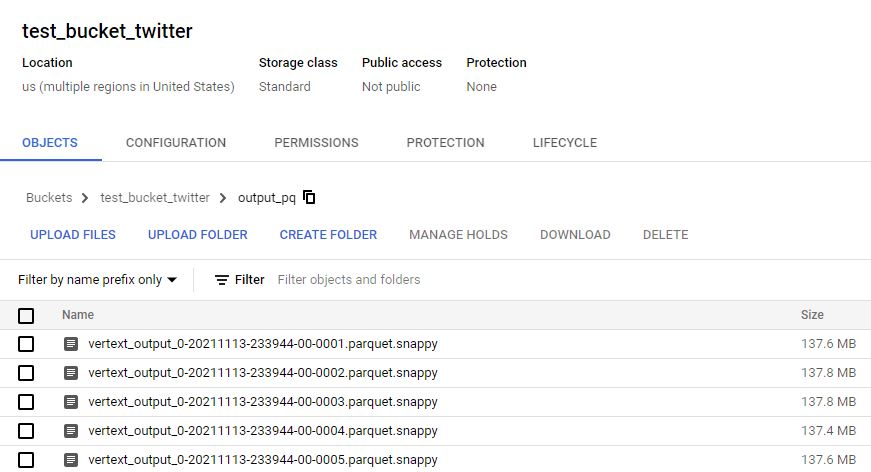 test_bucket_twitter
Location Storage class Public access Protection
us (multiple regions in United States) Standard Not public None
OBJECTS CONFIGURATION PERMISSIONS PROTECTION LIFECYCLE
Buckets > test_bucket_twitter > output_pq
UPLOAD FILES UPLOAD FOLDER CREATE FOLDER MANAGE HOLDS DOWNLOAD DELETE
Filter by name prefix only Filter Filter objects and folders
Name Size
vertext_output_0-20211113-233944-00-0001.parquet.snappy 137.6 MB
vertext_output_0-20211113-233944-00-0002.parquet.snappy 137.8 MB
vertext_output_0-20211113-233944-00-0003.parquet.snappy 137.8 MB
vertext_output_0-20211113-233944-00-0004.parquet.snappy 137.4 MB
vertext_output_0-20211113-233944-00-0005.parquet.snappy 137.6 MB